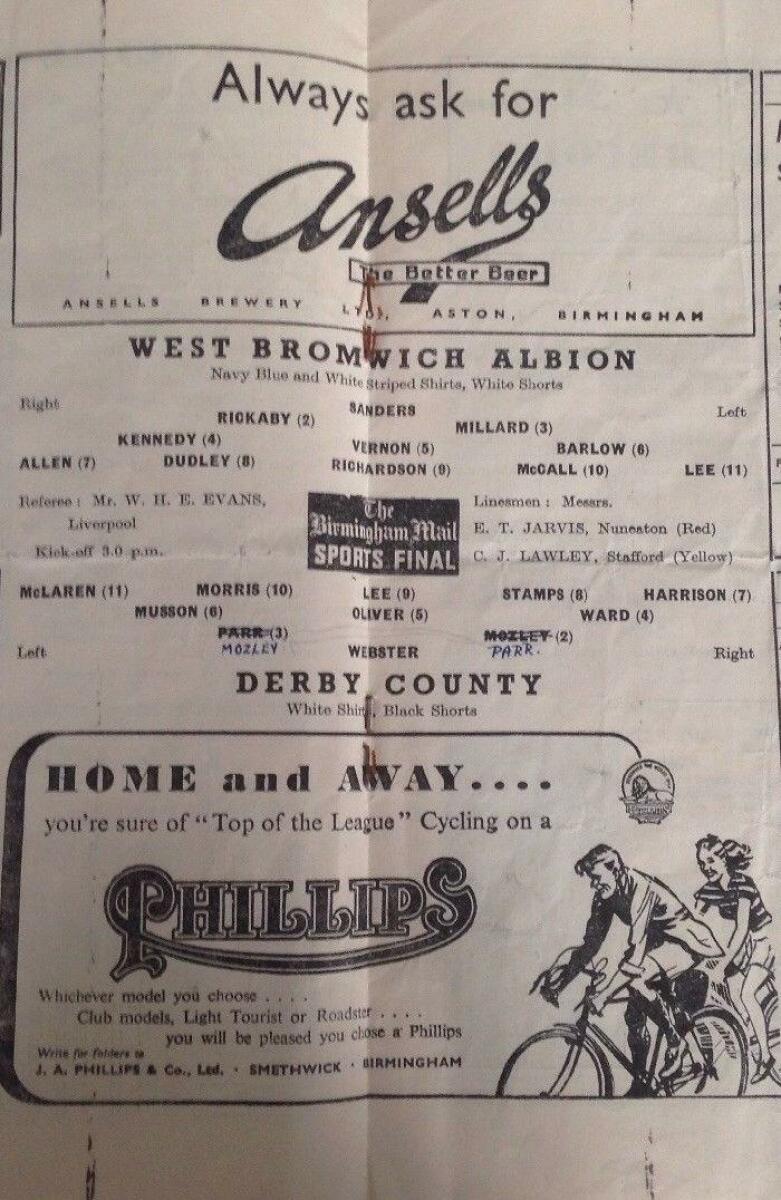 Always ask for
Ansells
The Better Beer
ANSELLS BREWERY LTD., ASTON, BIRMINGHAM
WEST BROMWICH ALBION
Navy Blue and White Striped Shirts, White Shorts
Right SANDERS Left
RICKABY (2) MILLARD (3)
KENNEDY (4) VERNON (5) BARLOW (6)
ALLEN (7) DUDLEY (8) RICHARDSON (9) McCALL (10) LEE (11)
Referee: Mr. W. H. E. EVANS,
Liverpool
Kick-off 3.0 p.m.
The
Birmingham Mail
SPORTS FINAL
Linesmen: Messrs.
E. T. JARVIS, Nuneaton (Red)
C. J. LAWLEY, Stafford (Yellow)
McLAREN (11) MORRIS (10) LEE (9) STAMPS (8) HARRISON (7)
MUSSON (6) OLIVER (5) WARD (4)
PARR (3) MOZLEY (2)
MOZLEY PARR.
Left WEBSTER Right
DERBY COUNTY
White Shirt, Black Shorts
HOME and AWAY....
you're sure of "Top of the League" Cycling on a
PHILLIPS
Whichever model you choose ....
Club models, Light Tourist or Roadster ....
you will be pleased you chose a Phillips
Write for folders to
J. A. PHILLIPS & Co., Ltd. · SMETHWICK · BIRMINGHAM